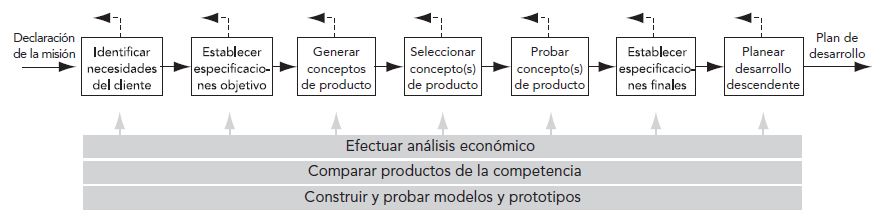 Declaración
de la misión
Identificar
necesidades
del cliente
Establecer
especificacio-
nes objetivo
Generar
conceptos
de producto
Seleccionar
concepto(s)
de producto
Probar
concepto(s)
de producto
Establecer
especificacio-
nes finales
Planear
desarrollo
descendente
Plan de
desarrollo
Efectuar análisis económico
Comparar productos de la competencia
Construir y probar modelos y prototipos